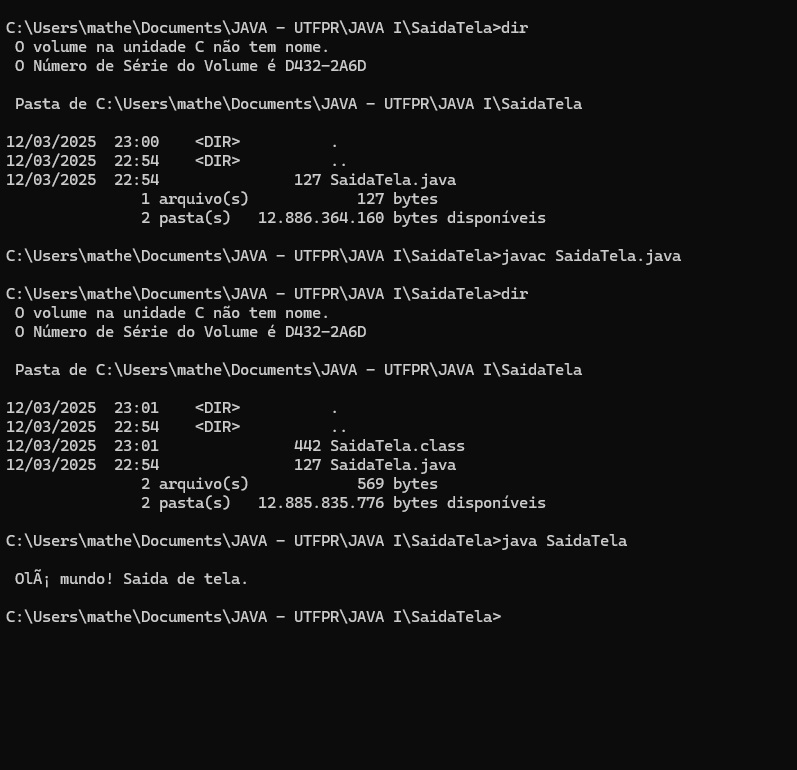 C:\Users\mathe\Documents\JAVA - UTFPR\JAVA I\SaidaTela>dir
 O volume na unidade C não tem nome.
 O Número de Série do Volume é D432-2A6D

 Pasta de C:\Users\mathe\Documents\JAVA - UTFPR\JAVA I\SaidaTela

12/03/2025  23:00    <DIR>          .
12/03/2025  22:54    <DIR>          ..
12/03/2025  22:54               127 SaidaTela.java
               1 arquivo(s)            127 bytes
               2 pasta(s)   12.886.364.160 bytes disponíveis

C:\Users\mathe\Documents\JAVA - UTFPR\JAVA I\SaidaTela>javac SaidaTela.java

C:\Users\mathe\Documents\JAVA - UTFPR\JAVA I\SaidaTela>dir
 O volume na unidade C não tem nome.
 O Número de Série do Volume é D432-2A6D

 Pasta de C:\Users\mathe\Documents\JAVA - UTFPR\JAVA I\SaidaTela

12/03/2025  23:01    <DIR>          .
12/03/2025  22:54    <DIR>          ..
12/03/2025  23:01               442 SaidaTela.class
12/03/2025  22:54               127 SaidaTela.java
               2 arquivo(s)            569 bytes
               2 pasta(s)   12.885.835.776 bytes disponíveis

C:\Users\mathe\Documents\JAVA - UTFPR\JAVA I\SaidaTela>java SaidaTela

 OlÃ¡ mundo! Saida de tela.

C:\Users\mathe\Documents\JAVA - UTFPR\JAVA I\SaidaTela>